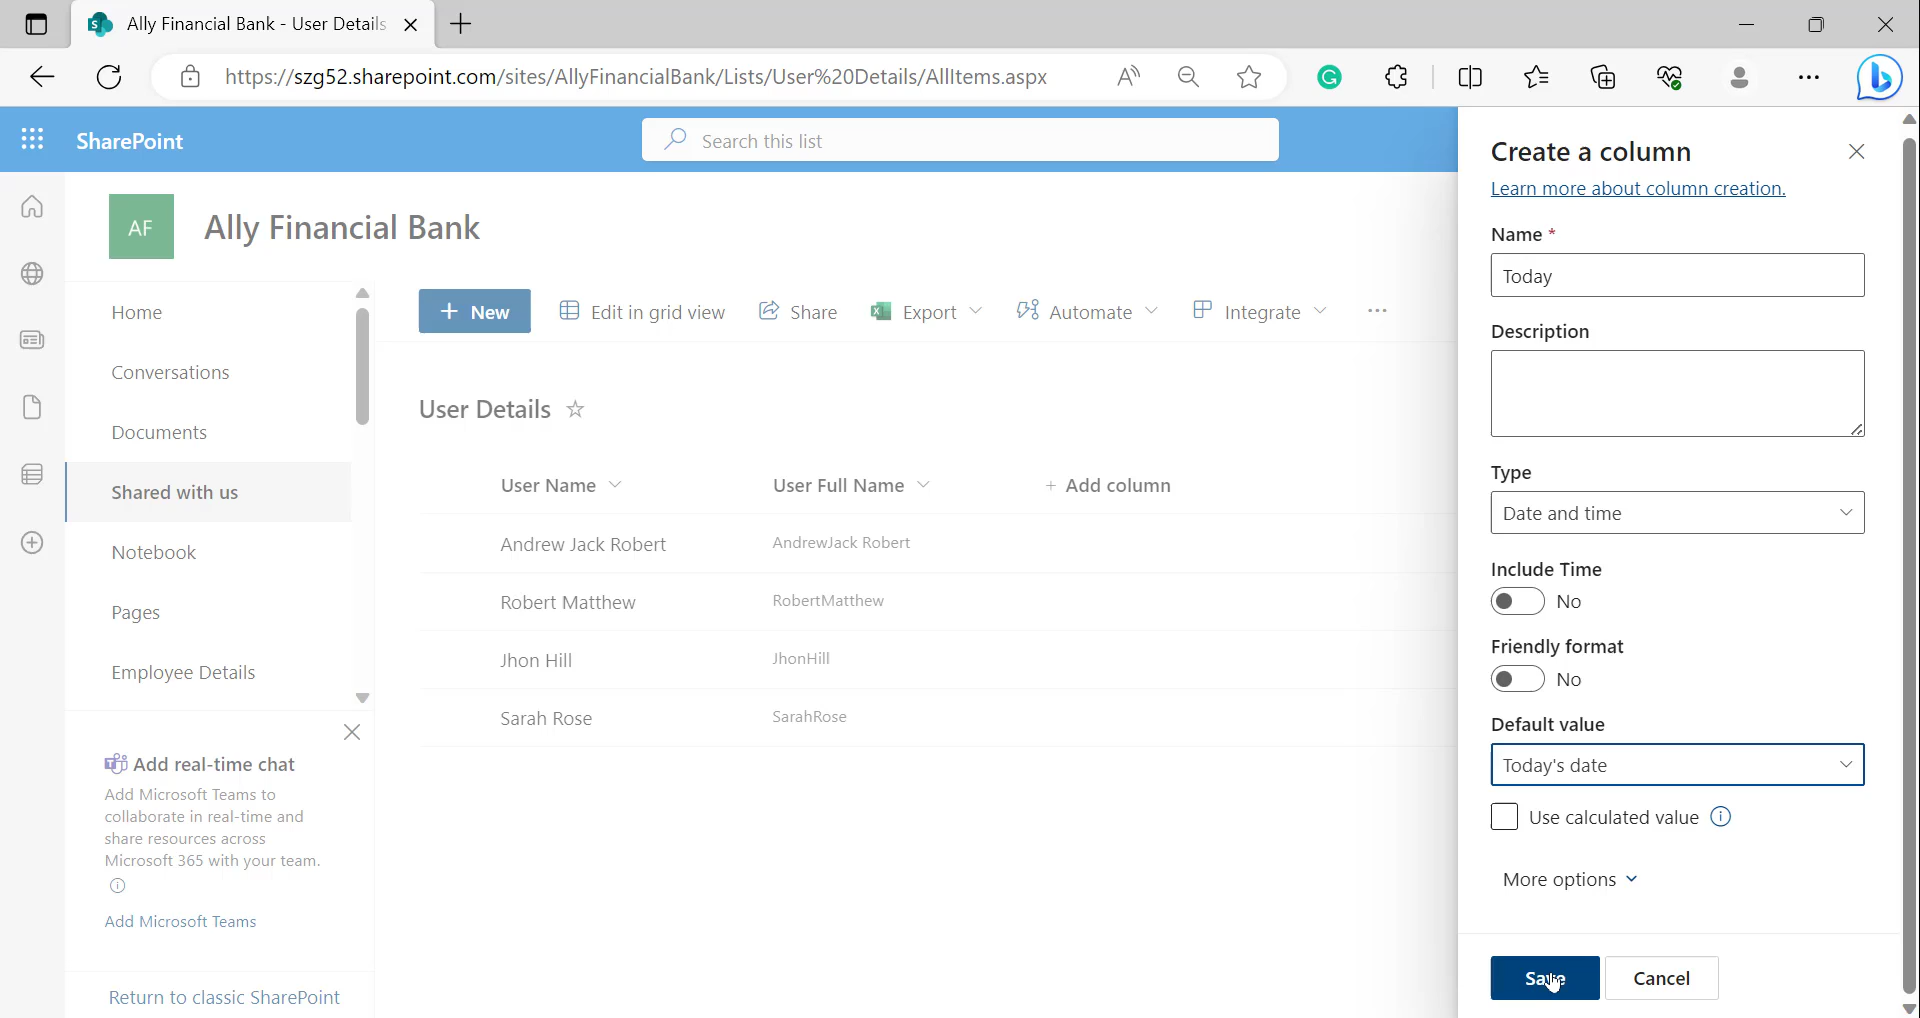 Ally Financial Bank - User Details
https://szg52.sharepoint.com/sites/AllyFinancialBank/Lists/User%20Details/AllItems.aspx
SharePoint
Search this list
AF
Ally Financial Bank
Home
Conversations
Documents
Shared with us
Notebook
Pages
Employee Details
Add real-time chat
Add Microsoft Teams to
collaborate in real-time and
share resources across
Microsoft 365 with your team.
Add Microsoft Teams
Return to classic SharePoint
+ New
Edit in grid view
Share
Export
Automate
Integrate
User Details
User Name
User Full Name
+ Add column
Andrew Jack Robert
AndrewJack Robert
Robert Matthew
RobertMatthew
Jhon Hill
JhonHill
Sarah Rose
SarahRose
Create a column
Learn more about column creation.
Name *
Today
Description
Type
Date and time
Include Time
No
Friendly format
No
Default value
Today's date
Use calculated value
More options
Save
Cancel